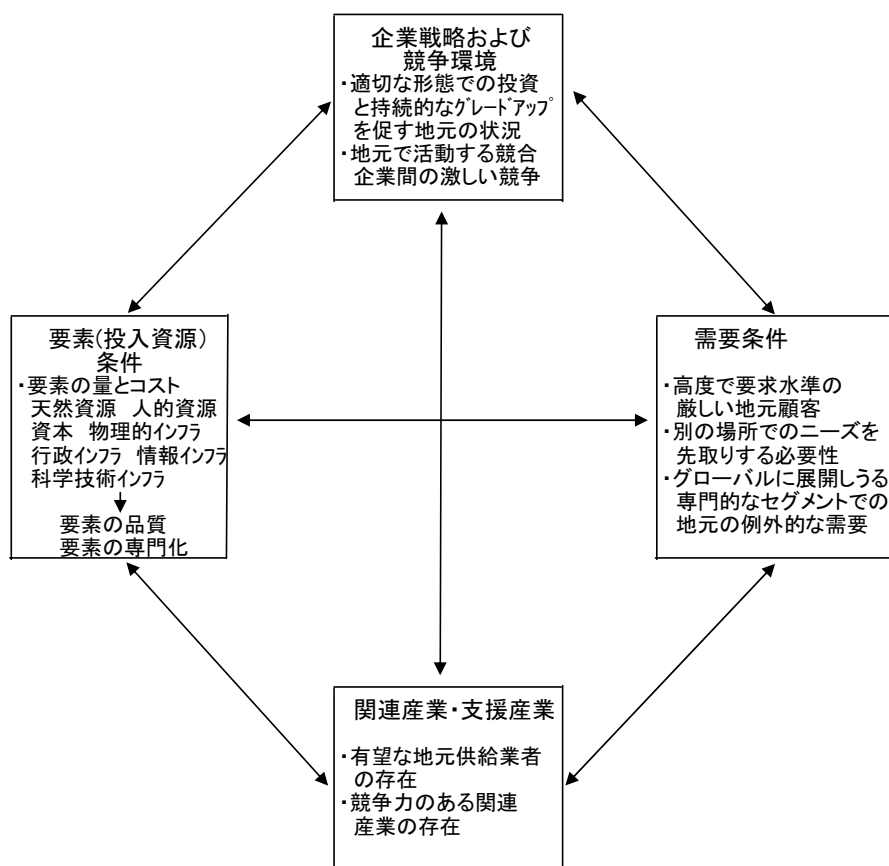 企業戦略および
競争環境
・適切な形態での投資
と持続的なｸﾞﾚｰﾄﾞｱｯﾌﾟ
を促す地元の状況
・地元で活動する競合
企業間の激しい競争
要素(投入資源)
条件
・要素の量とコスト
天然資源 人的資源
資本 物理的ｲﾝﾌﾗ
行政ｲﾝﾌﾗ 情報ｲﾝﾌﾗ
科学技術ｲﾝﾌﾗ
要素の品質
要素の専門化
需要条件
・高度で要求水準の
厳しい地元顧客
・別の場所でのニーズを
先取りする必要性
・グローバルに展開しうる
専門的なセグメントでの
地元の例外的な需要
関連産業・支援産業
・有望な地元供給業者
の存在
・競争力のある関連
産業の存在